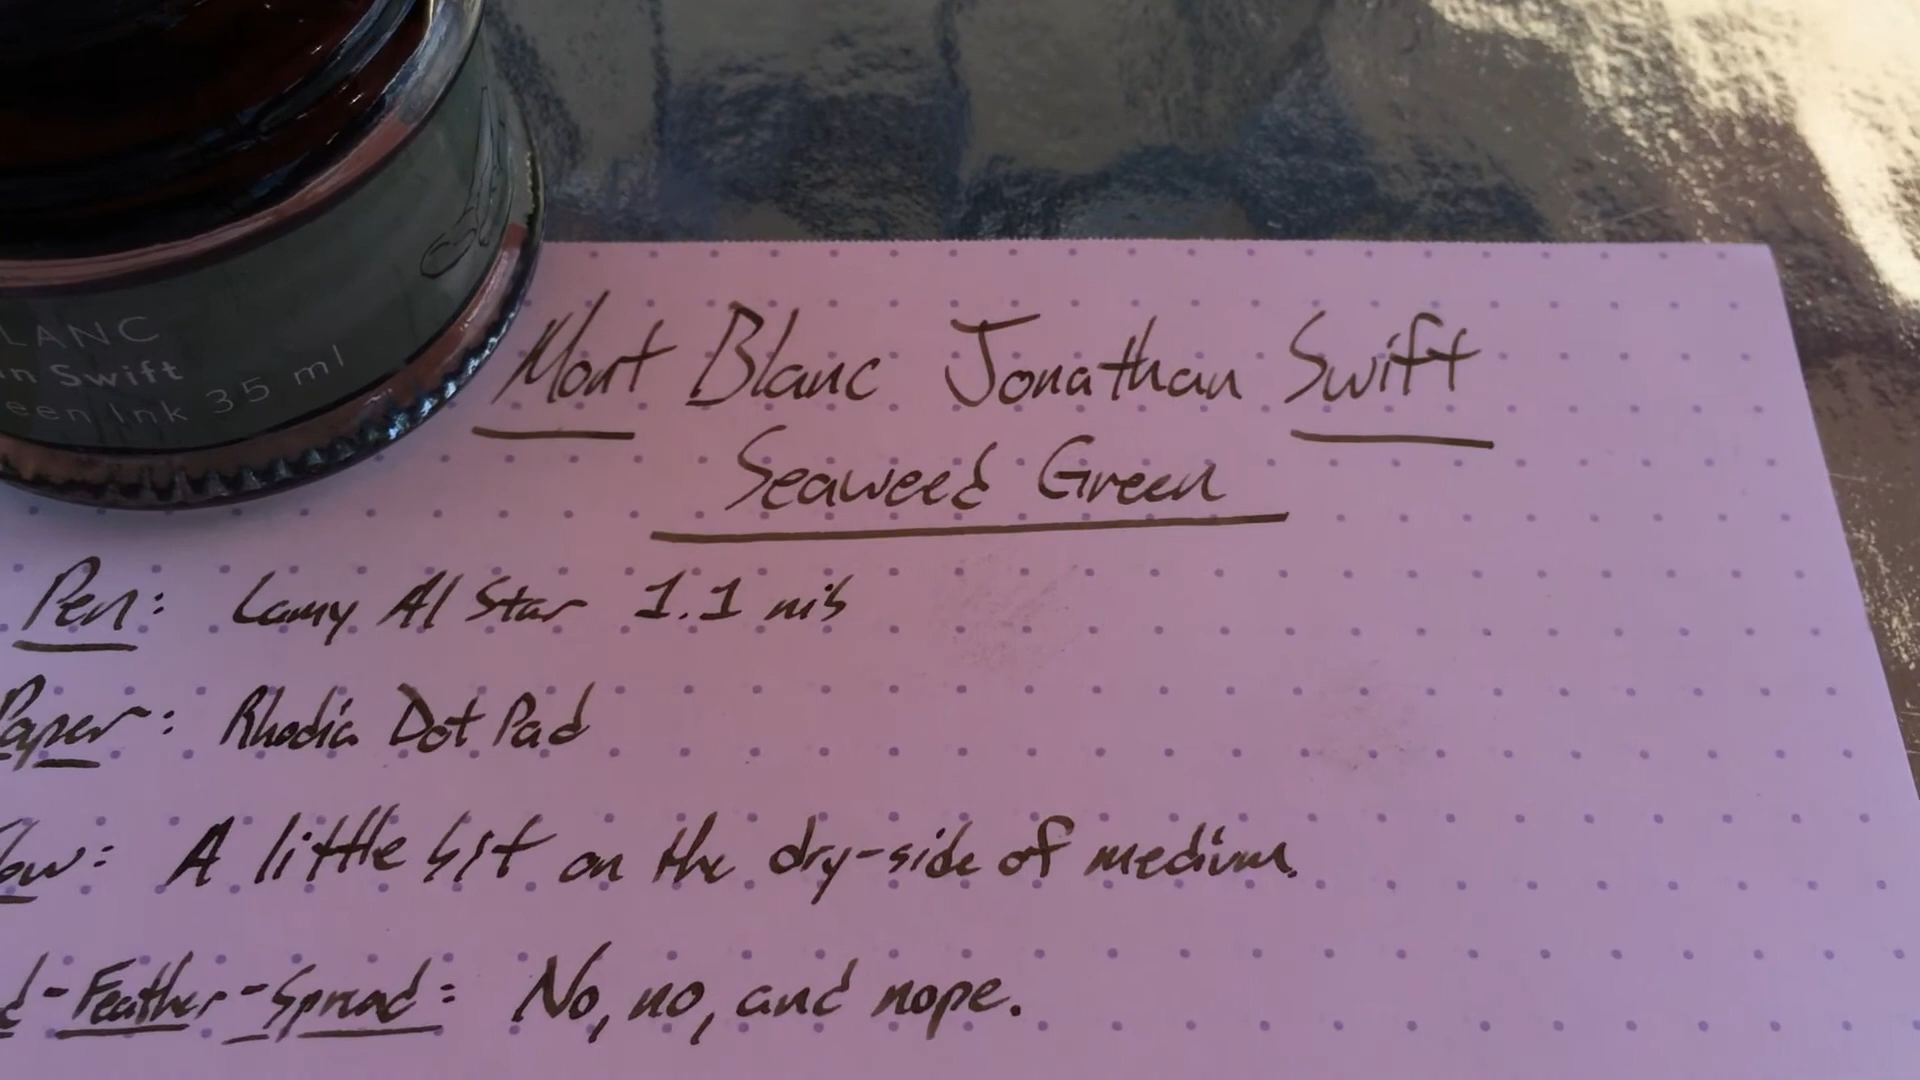 LANC
n Swift
een Ink 35 ml
Mont Blanc Jonathan Swift
Seaweed Green
Pen: Lamy Al Star 1.1 nib
Paper: Rhodia Dot Pad
low: A little bit on the dry-side of medium.
d-Feather-Spread: No, no, and nope.